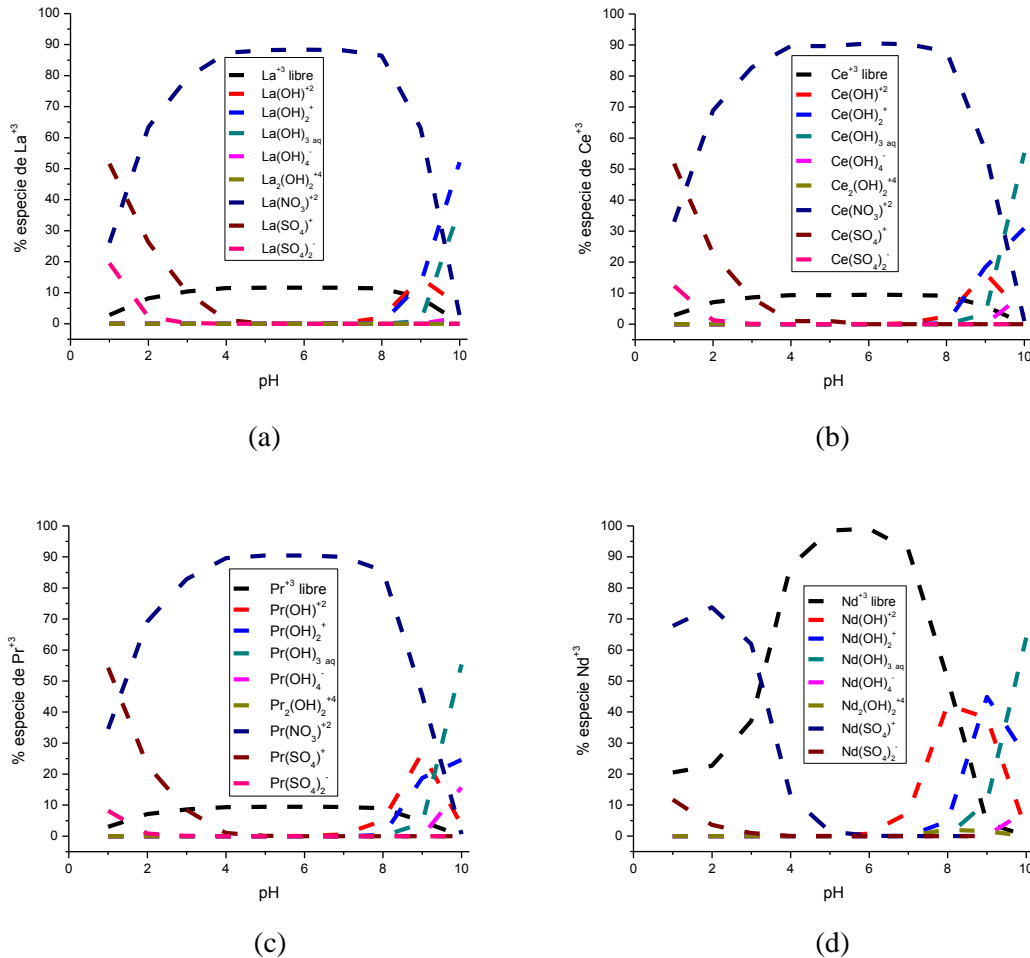 % especie de La⁺³
100
90
80
70
60
50
40
30
20
10
0
La⁺³ libre
La(OH)⁺²
La(OH)₂⁺
La(OH)₃ ₐq
La(OH)₄⁻
La₂(OH)₂⁺⁴
La(NO₃)⁺²
La(SO₄)⁺
La(SO₄)₂⁻
0 2 4 6 8 10
pH
(a)
% especie de Ce⁺³
100
90
80
70
60
50
40
30
20
10
0
Ce⁺³ libre
Ce(OH)⁺²
Ce(OH)₂⁺
Ce(OH)₃ ₐq
Ce(OH)₄⁻
Ce₂(OH)₂⁺⁴
Ce(NO₃)⁺²
Ce(SO₄)⁺
Ce(SO₄)₂⁻
0 2 4 6 8 10
pH
(b)
% especie de Pr⁺³
100
90
80
70
60
50
40
30
20
10
0
Pr⁺³ libre
Pr(OH)⁺²
Pr(OH)₂⁺
Pr(OH)₃ ₐq
Pr(OH)₄⁻
Pr₂(OH)₂⁺⁴
Pr(NO₃)⁺²
Pr(SO₄)⁺
Pr(SO₄)₂⁻
0 2 4 6 8 10
pH
(c)
% especie Nd⁺³
100
90
80
70
60
50
40
30
20
10
0
Nd⁺³ libre
Nd(OH)⁺²
Nd(OH)₂⁺
Nd(OH)₃ ₐq
Nd(OH)₄⁻
Nd₂(OH)₂⁺⁴
Nd(SO₄)⁺
Nd(SO₄)₂⁻
0 2 4 6 8 10
pH
(d)